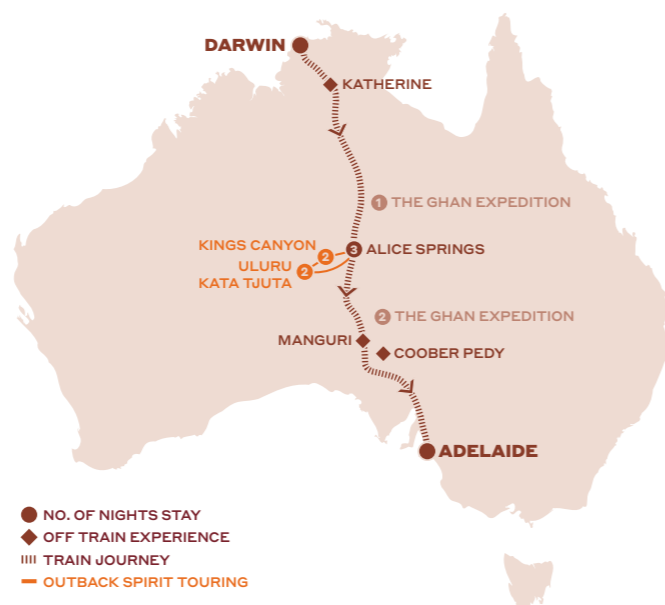 DARWIN
KATHERINE
1 THE GHAN EXPEDITION
KINGS CANYON 2
3 ALICE SPRINGS
ULURU
KATA TJUTA 2
2 THE GHAN EXPEDITION
MANGURI
COOBER PEDY
ADELAIDE
NO. OF NIGHTS STAY
OFF TRAIN EXPERIENCE
TRAIN JOURNEY
OUTBACK SPIRIT TOURING